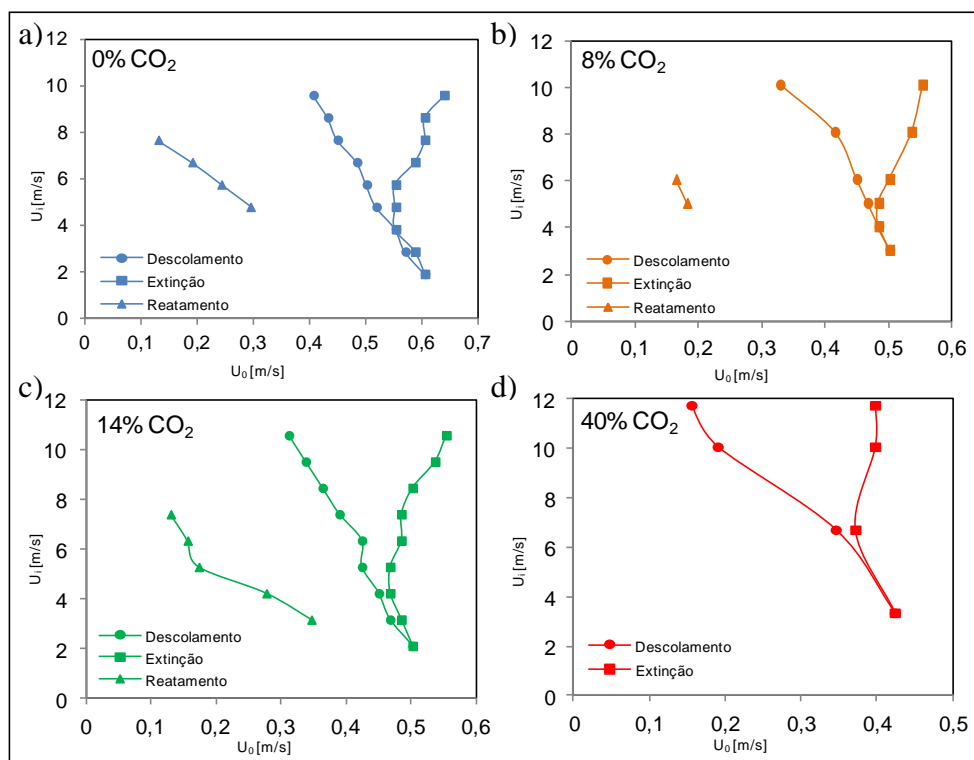 a)
0% CO2
12
10
8
6
4
2
0
Ui [m/s]
Descolamento
Extinção
Reatamento
0 0,1 0,2 0,3 0,4 0,5 0,6 0,7
U0 [m/s]
b)
8% CO2
12
10
8
6
4
2
0
Ui [m/s]
Descolamento
Extinção
Reatamento
0 0,1 0,2 0,3 0,4 0,5 0,6
U0 [m/s]
c)
14% CO2
12
10
8
6
4
2
0
Ui [m/s]
Descolamento
Extinção
Reatamento
0 0,1 0,2 0,3 0,4 0,5 0,6
U0 [m/s]
d)
40% CO2
12
10
8
6
4
2
0
Ui [m/s]
Descolamento
Extinção
0 0,1 0,2 0,3 0,4 0,5
U0 [m/s]